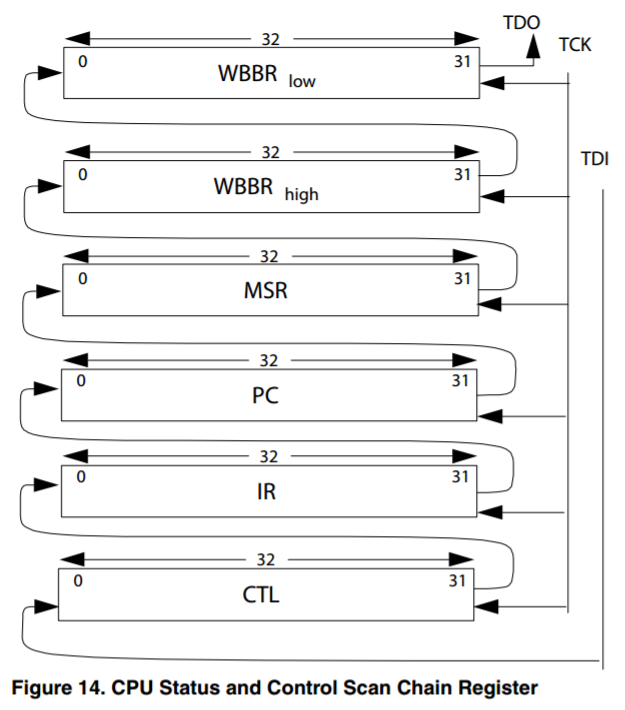 TDO
TCK
32
0 31
WBBR low
TDI
32
0 31
WBBR high
32
0 31
MSR
32
0 31
PC
32
0 31
IR
32
0 31
CTL
Figure 14. CPU Status and Control Scan Chain Register